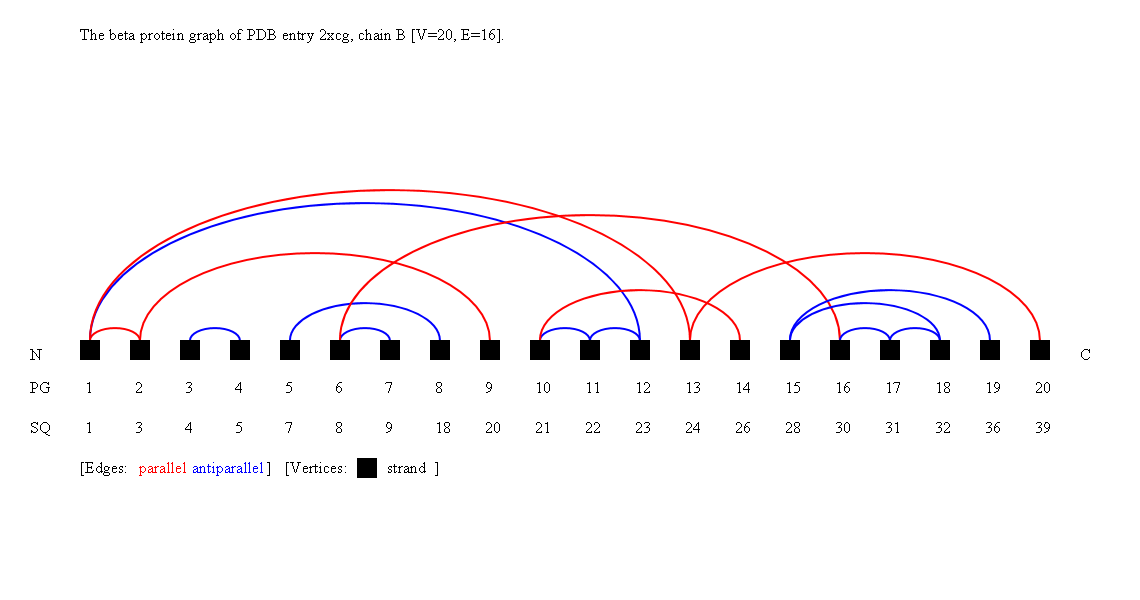 The beta protein graph of PDB entry 2xcg, chain B [V=20, E=16].
N C
PG 1 2 3 4 5 6 7 8 9 10 11 12 13 14 15 16 17 18 19 20
SQ 1 3 4 5 7 8 9 18 20 21 22 23 24 26 28 30 31 32 36 39
[Edges: parallel antiparallel] [Vertices: strand ]